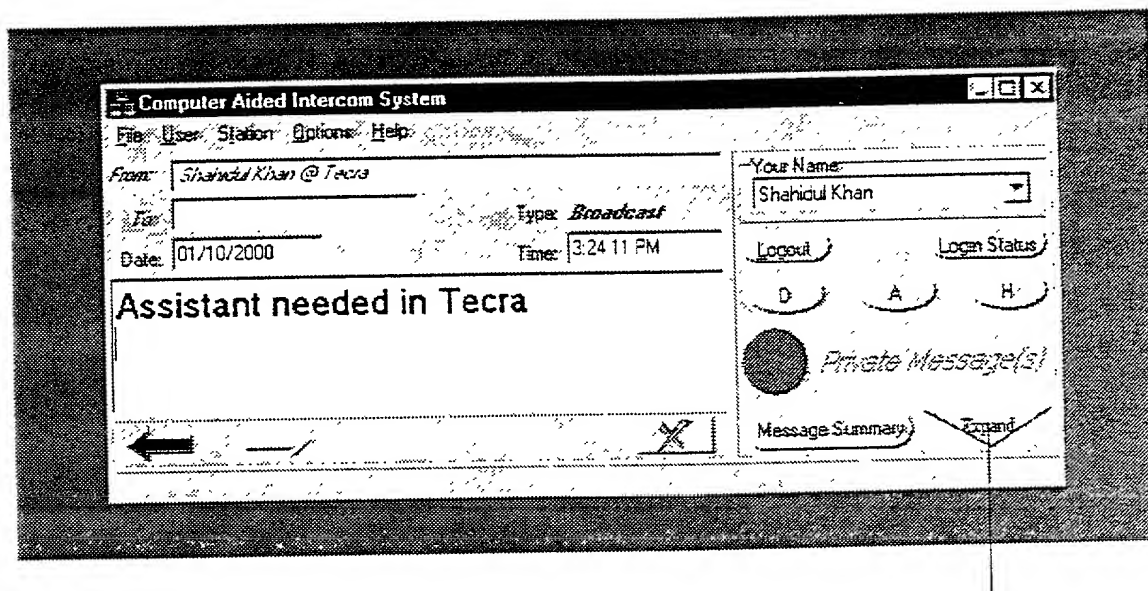 Computer Aided Intercom System
File User Station Options Help
From: Shahidul Khan @ Tecra
To:
Type: Broadcast
Date: 01/10/2000
Time: 3:24 11 PM
Assistant needed in Tecra
Your Name:
Shahidul Khan
Logout Login Status
D A H
Private Message(s)
Message Summary Expand